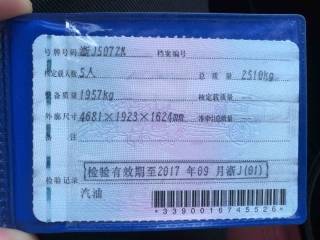 号牌号码 浙J5072M 档案编号
核定载人数 5人 总质量 2510kg
整备质量 1957kg 核定载质量
外廓尺寸 4681×1923×1624mm 准牵引总质量
备注
检验有效期至2017年09月浙J(01)
检验记录
汽油
*3390016745526*